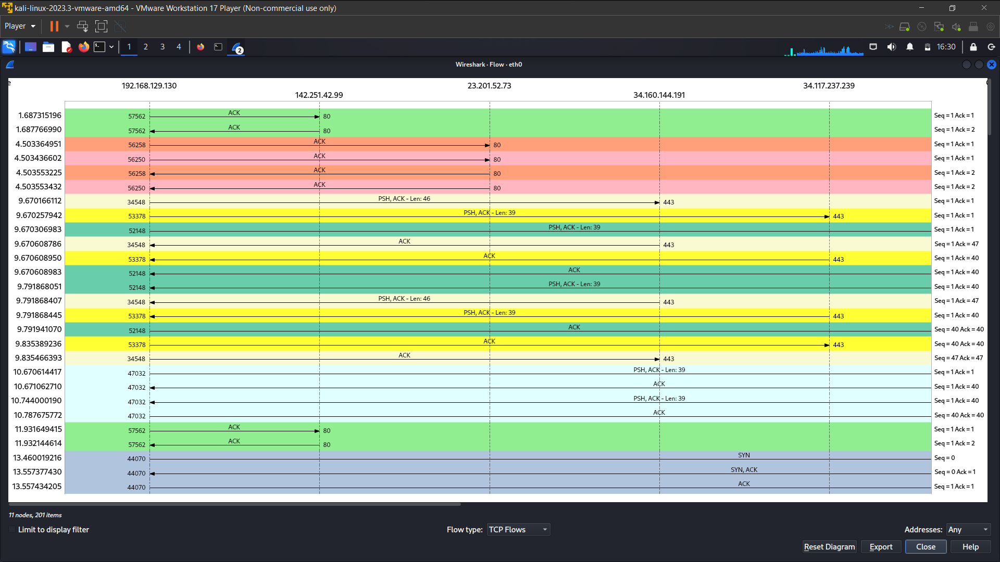 kali-linux-2023.3-vmware-amd64 - VMware Workstation 17 Player (Non-commercial use only)
Player
1 2 3 4 2 16:30
Wireshark · Flow · eth0
e 192.168.129.130 23.201.52.73 34.117.237.239
142.251.42.99 34.160.144.191
1.687315196 57562 ACK 80 Seq = 1 Ack = 1
1.687766990 57562 ACK 80 Seq = 1 Ack = 2
4.503364951 56258 ACK 80 Seq = 1 Ack = 1
4.503436602 56250 ACK 80 Seq = 1 Ack = 1
4.503553225 56258 ACK 80 Seq = 1 Ack = 2
4.503553432 56250 ACK 80 Seq = 1 Ack = 2
9.670166112 34548 PSH, ACK - Len: 46 443 Seq = 1 Ack = 1
9.670257942 53378 PSH, ACK - Len: 39 443 Seq = 1 Ack = 1
9.670306983 52148 PSH, ACK - Len: 39 Seq = 1 Ack = 1
9.670608786 34548 ACK 443 Seq = 1 Ack = 47
9.670608950 53378 ACK 443 Seq = 1 Ack = 40
9.670608983 52148 ACK Seq = 1 Ack = 40
9.791868051 52148 PSH, ACK - Len: 39 Seq = 1 Ack = 40
9.791868407 34548 PSH, ACK - Len: 46 443 Seq = 1 Ack = 47
9.791868445 53378 PSH, ACK - Len: 39 443 Seq = 1 Ack = 40
9.791941070 52148 ACK Seq = 40 Ack = 40
9.835389236 53378 ACK 443 Seq = 40 Ack = 40
9.835466393 34548 ACK 443 Seq = 47 Ack = 47
10.670614417 47032 PSH, ACK - Len: 39 Seq = 1 Ack = 1
10.671062710 47032 ACK Seq = 1 Ack = 40
10.744000190 47032 PSH, ACK - Len: 39 Seq = 1 Ack = 40
10.787675772 47032 ACK Seq = 40 Ack = 40
11.931649415 57562 ACK 80 Seq = 1 Ack = 1
11.932144614 57562 ACK 80 Seq = 1 Ack = 2
13.460019216 44070 SYN Seq = 0
13.557377430 44070 SYN, ACK Seq = 0 Ack = 1
13.557434205 44070 ACK Seq = 1 Ack = 1
11 nodes, 201 items
Limit to display filter Flow type: TCP Flows Addresses: Any
Reset Diagram Export Close Help